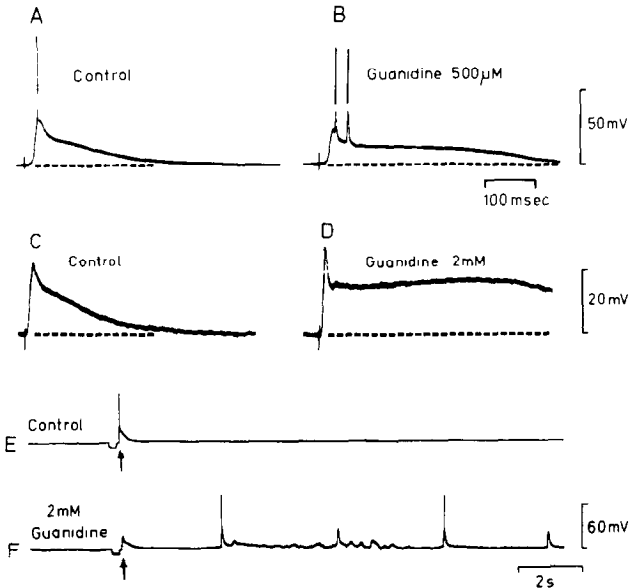 A
B
Control
Guanidine 500µM
50mV
100msec
C
D
Control
Guanidine 2mM
20mV
Control
E
2mM
Guanidine
F
60mV
2s